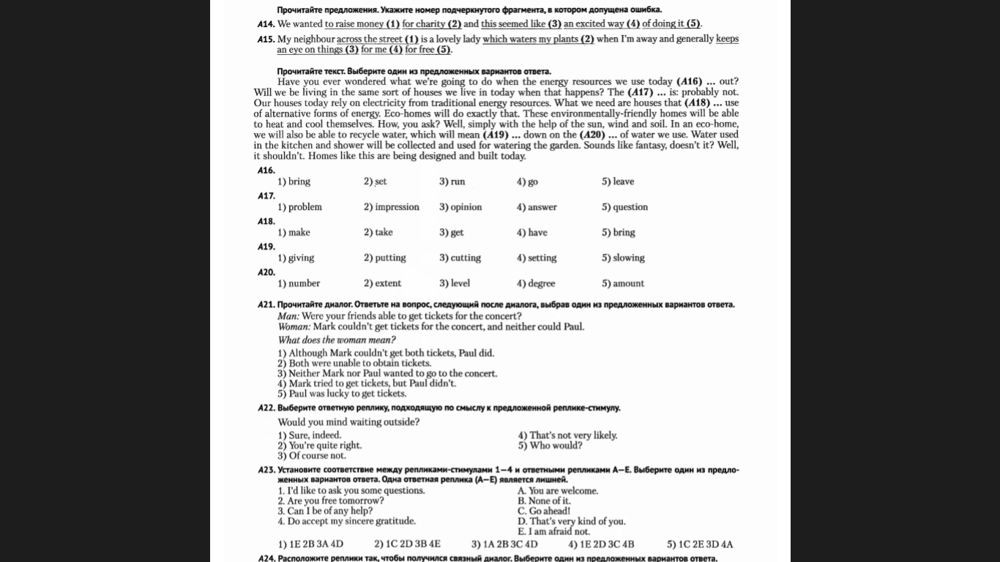 Прочитайте предложения. Укажите номер подчеркнутого фрагмента, в котором допущена ошибка.
A14. We wanted to raise money (1) for charity (2) and this seemed like (3) an excited way (4) of doing it (5).
A15. My neighbour across the street (1) is a lovely lady which waters my plants (2) when I'm away and generally keeps
an eye on things (3) for me (4) for free (5).
Прочитайте текст. Выберите один из предложенных вариантов ответа.
Have you ever wondered what we're going to do when the energy resources we use today (A16) ... out?
Will we be living in the same sort of houses we live in today when that happens? The (A17) ... is: probably not.
Our houses today rely on electricity from traditional energy resources. What we need are houses that (A18) ... use
of alternative forms of energy. Eco-homes will do exactly that. These environmentally-friendly homes will be able
to heat and cool themselves. How, you ask? Well, simply with the help of the sun, wind and soil. In an eco-home,
we will also be able to recycle water, which will mean (A19) ... down on the (A20) ... of water we use. Water used
in the kitchen and shower will be collected and used for watering the garden. Sounds like fantasy, doesn't it? Well,
it shouldn't. Homes like this are being designed and built today.
A16.
1) bring 2) set 3) run 4) go 5) leave
A17.
1) problem 2) impression 3) opinion 4) answer 5) question
A18.
1) make 2) take 3) get 4) have 5) bring
A19.
1) giving 2) putting 3) cutting 4) setting 5) slowing
A20.
1) number 2) extent 3) level 4) degree 5) amount
A21. Прочитайте диалог. Ответьте на вопрос, следующий после диалога, выбрав один из предложенных вариантов ответа.
Man: Were your friends able to get tickets for the concert?
Woman: Mark couldn't get tickets for the concert, and neither could Paul.
What does the woman mean?
1) Although Mark couldn't get both tickets, Paul did.
2) Both were unable to obtain tickets.
3) Neither Mark nor Paul wanted to go to the concert.
4) Mark tried to get tickets, but Paul didn't.
5) Paul was lucky to get tickets.
A22. Выберите ответную реплику, подходящую по смыслу к предложенной реплике-стимулу.
Would you mind waiting outside?
1) Sure, indeed. 4) That's not very likely.
2) You're quite right. 5) Who would?
3) Of course not.
A23. Установите соответствие между репликами-стимулами 1—4 и ответными репликами A—E. Выберите один из предло-
женных вариантов ответа. Одна ответная реплика (A—E) является лишней.
1. I'd like to ask you some questions. A. You are welcome.
2. Are you free tomorrow? B. None of it.
3. Can I be of any help? C. Go ahead!
4. Do accept my sincere gratitude. D. That's very kind of you.
E. I am afraid not.
1) 1E 2B 3A 4D 2) 1C 2D 3B 4E 3) 1A 2B 3C 4D 4) 1E 2D 3C 4B 5) 1C 2E 3D 4A
A24. Расположите реплики так, чтобы получился связный диалог. Выберите один из предложенных вариантов ответа.